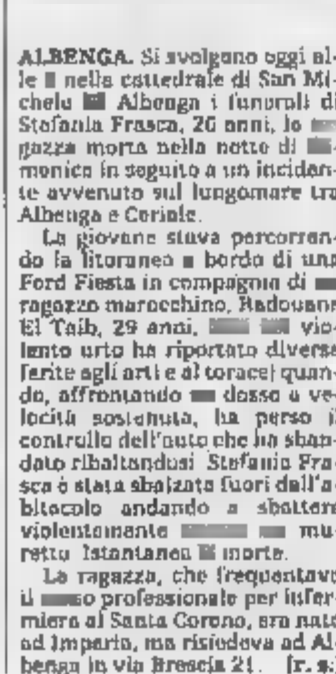 ALBENGA. Si svolgono oggi al-
le nella cattedrale di San Mi-
chele Albenga i funerali di
Stefania Frasca, 26 anni, la
gazza morta nella notte di
menica in seguito a un inciden-
te avvenuto sul lungomare tra
Albenga e Ceriale.
La giovane stava percorren-
do la litoranea a bordo di una
Ford Fiesta in compagnia di
ragazzo marocchino, Radouane
El Taib, 29 anni. vio-
lento urto ha riportato diverse
ferite agli arti e al torace) quan-
do, affrontando dosso a ve-
locità sostenuta, ha perso il
controllo dell'auto che ha sban-
dato ribaltandosi. Stefania Fra-
sca è stata sbalzata fuori dall'a-
bitacolo andando a sbattere
violentemente mu-
retto. Istantanea morte.
La ragazza, che frequentava
il professionale per infer-
miera al Santa Corona, era nata
ad Imperia, ma risiedeva ad Al-
benga in via Brescia 21. [r. s.